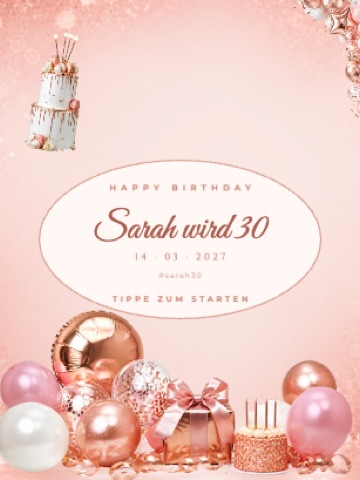 HAPPY BIRTHDAY
Sarah wird 30
14 · 03 · 2027
#sarah30
TIPPE ZUM STARTEN